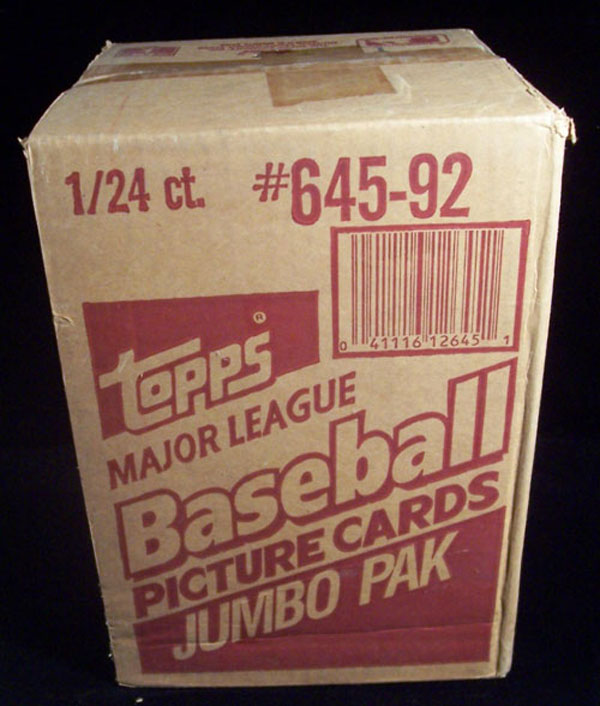 1/24 ct. #645-92
0 41116 12645 1
TOPPS®
MAJOR LEAGUE
Baseball
PICTURE CARDS
JUMBO PAK